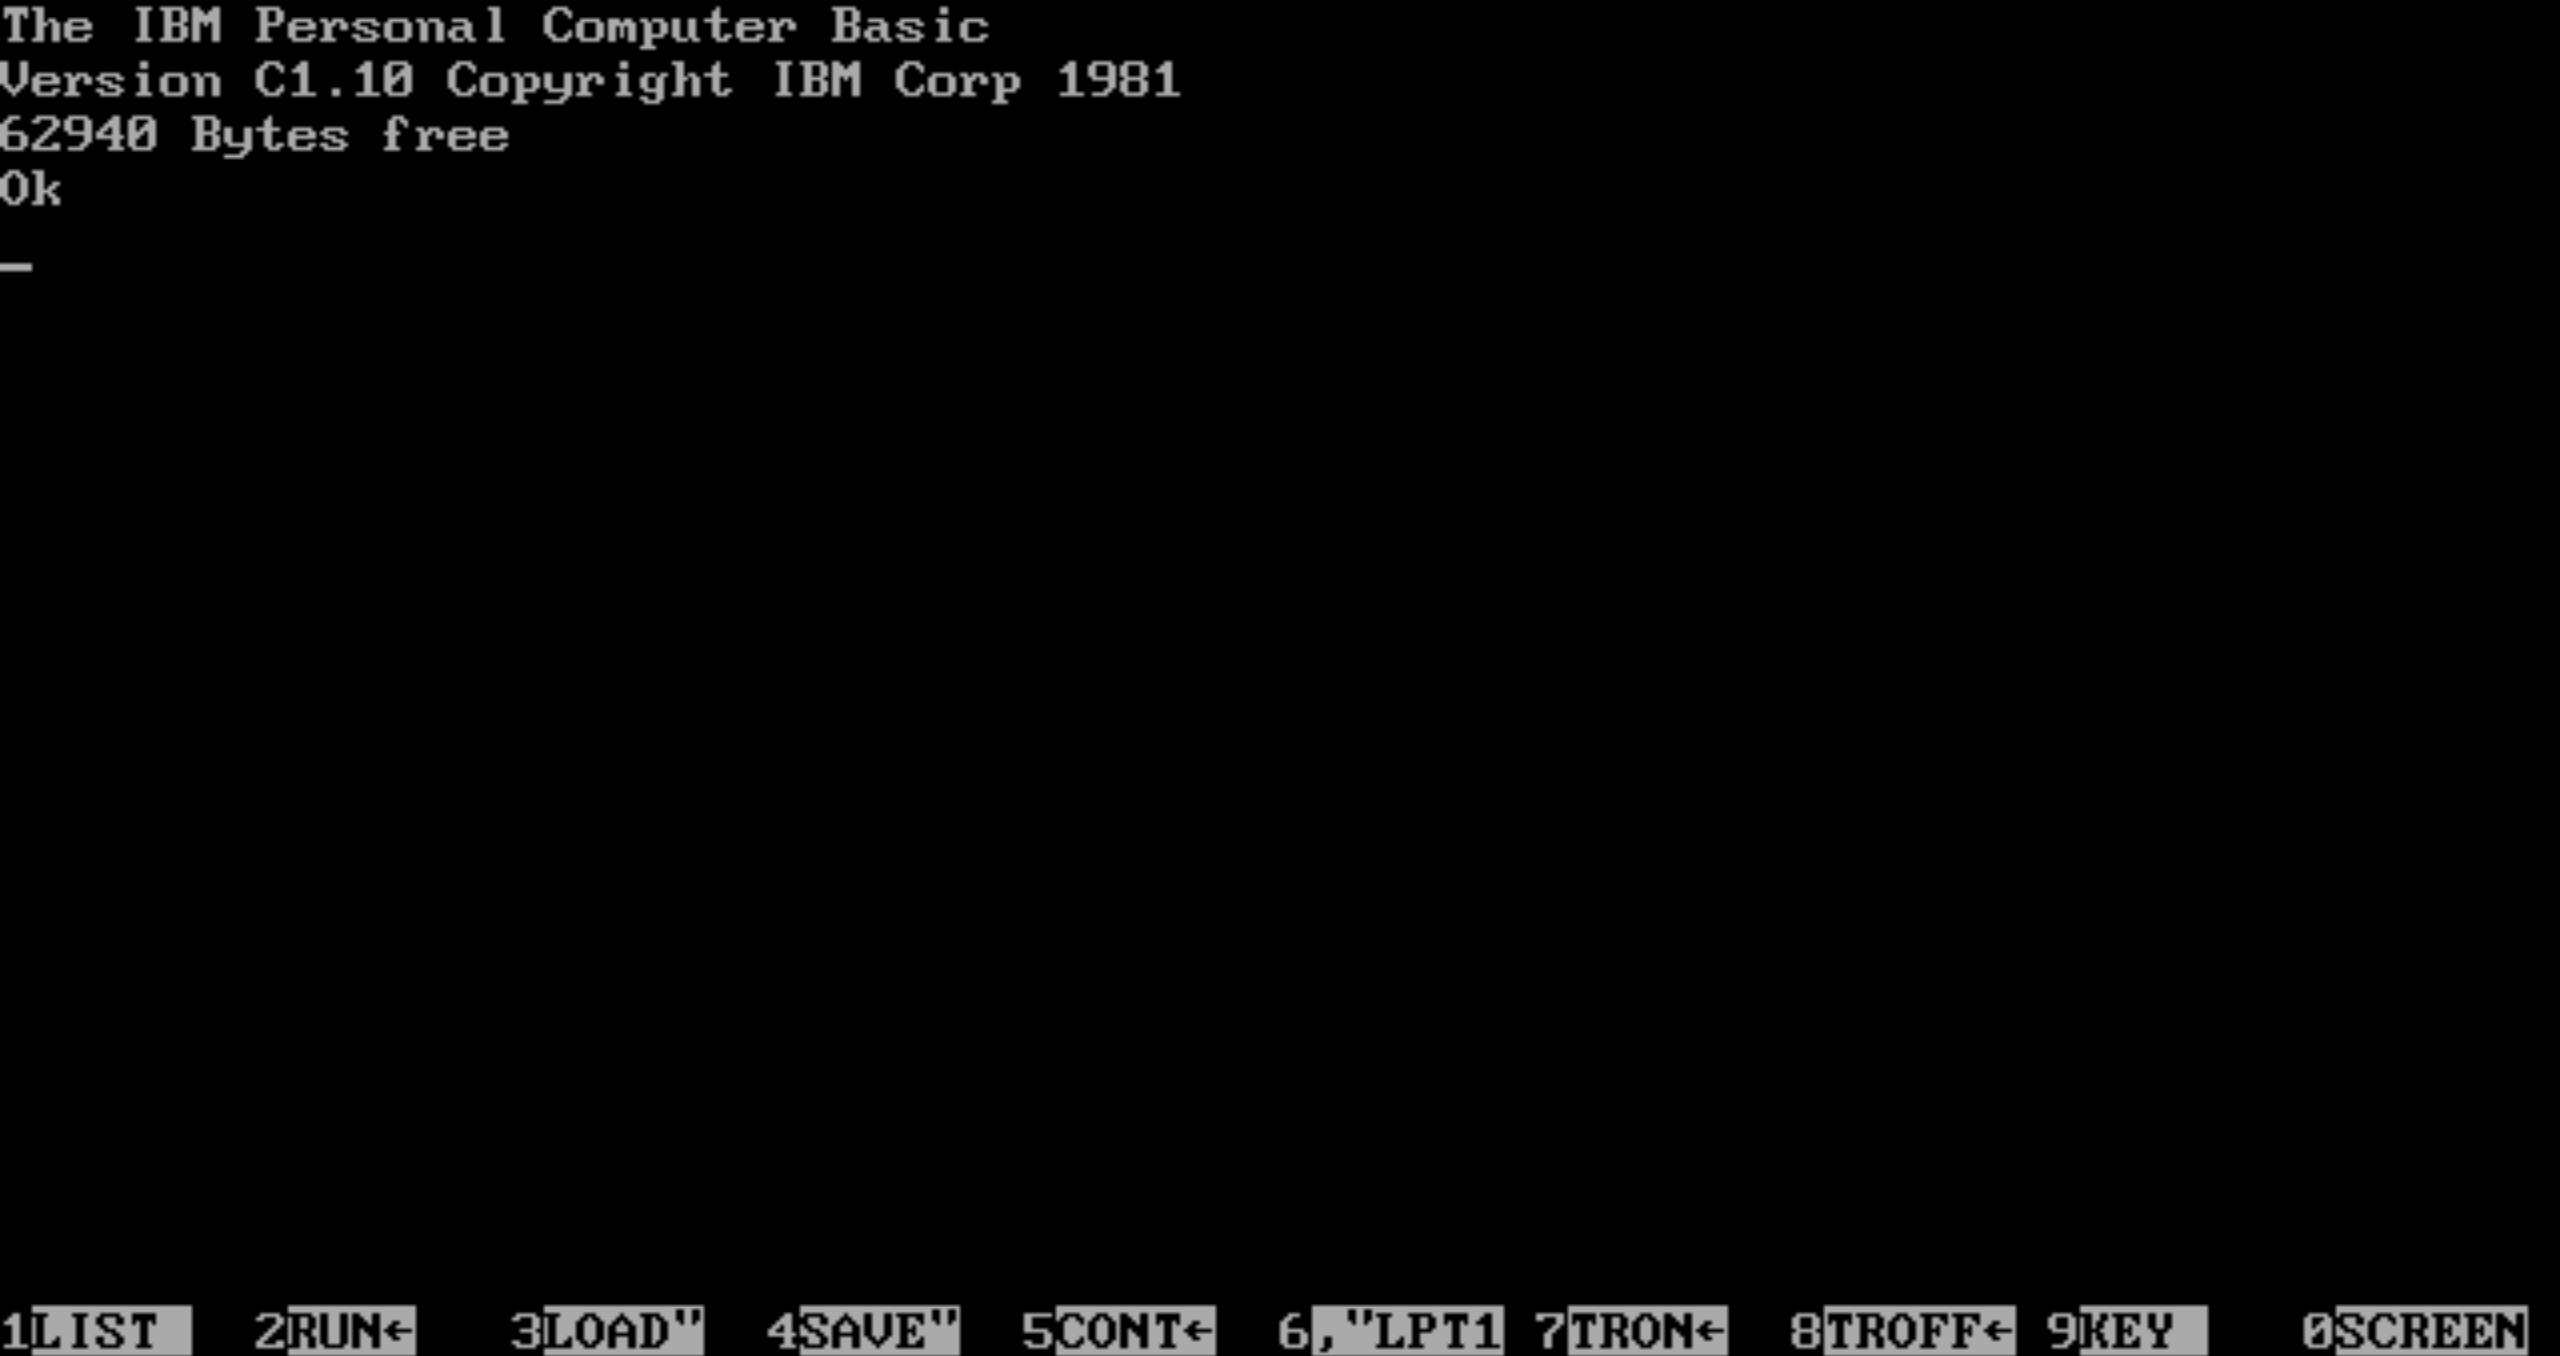 The IBM Personal Computer Basic
Version C1.10 Copyright IBM Corp 1981
62940 Bytes free
Ok
_
1LIST 2RUN← 3LOAD" 4SAVE" 5CONT← 6,"LPT1 7TRON← 8TROFF← 9KEY 0SCREEN